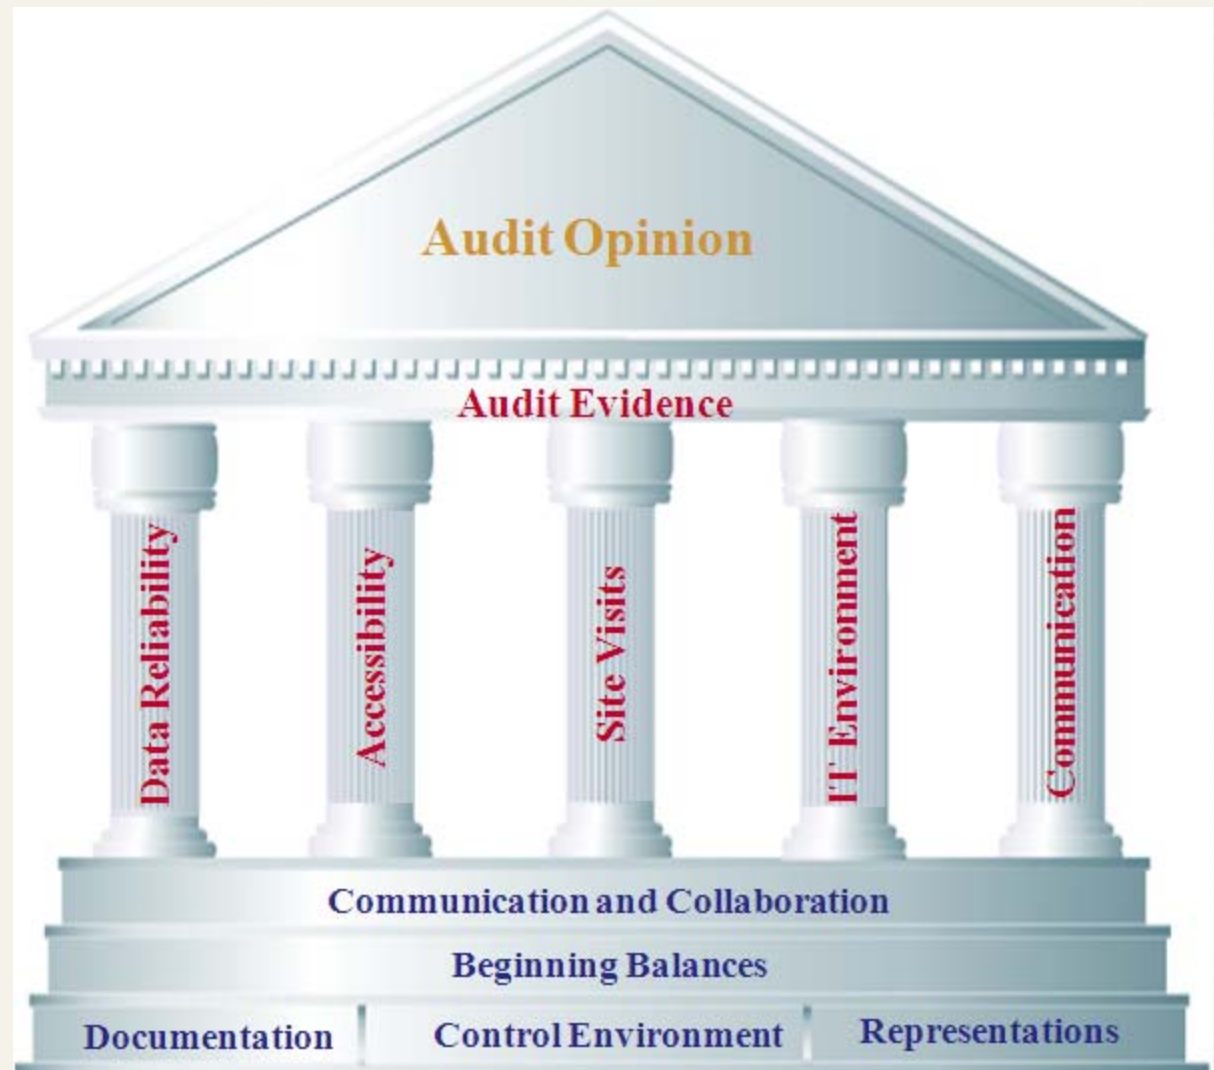 Audit Opinion
Audit Evidence
Data Reliability
Accessibility
Site Visits
IT Environment
Communication
Communication and Collaboration
Beginning Balances
Documentation
Control Environment
Representations